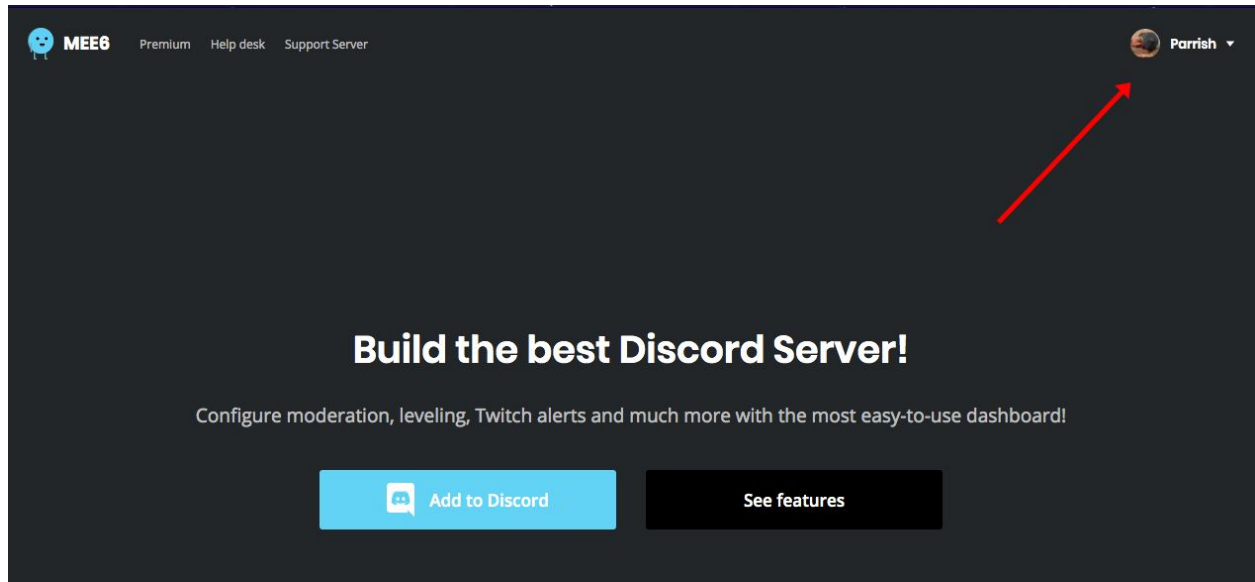 MEE6
Premium
Help desk
Support Server
Parrish
Build the best Discord Server!
Configure moderation, leveling, Twitch alerts and much more with the most easy-to-use dashboard!
Add to Discord
See features